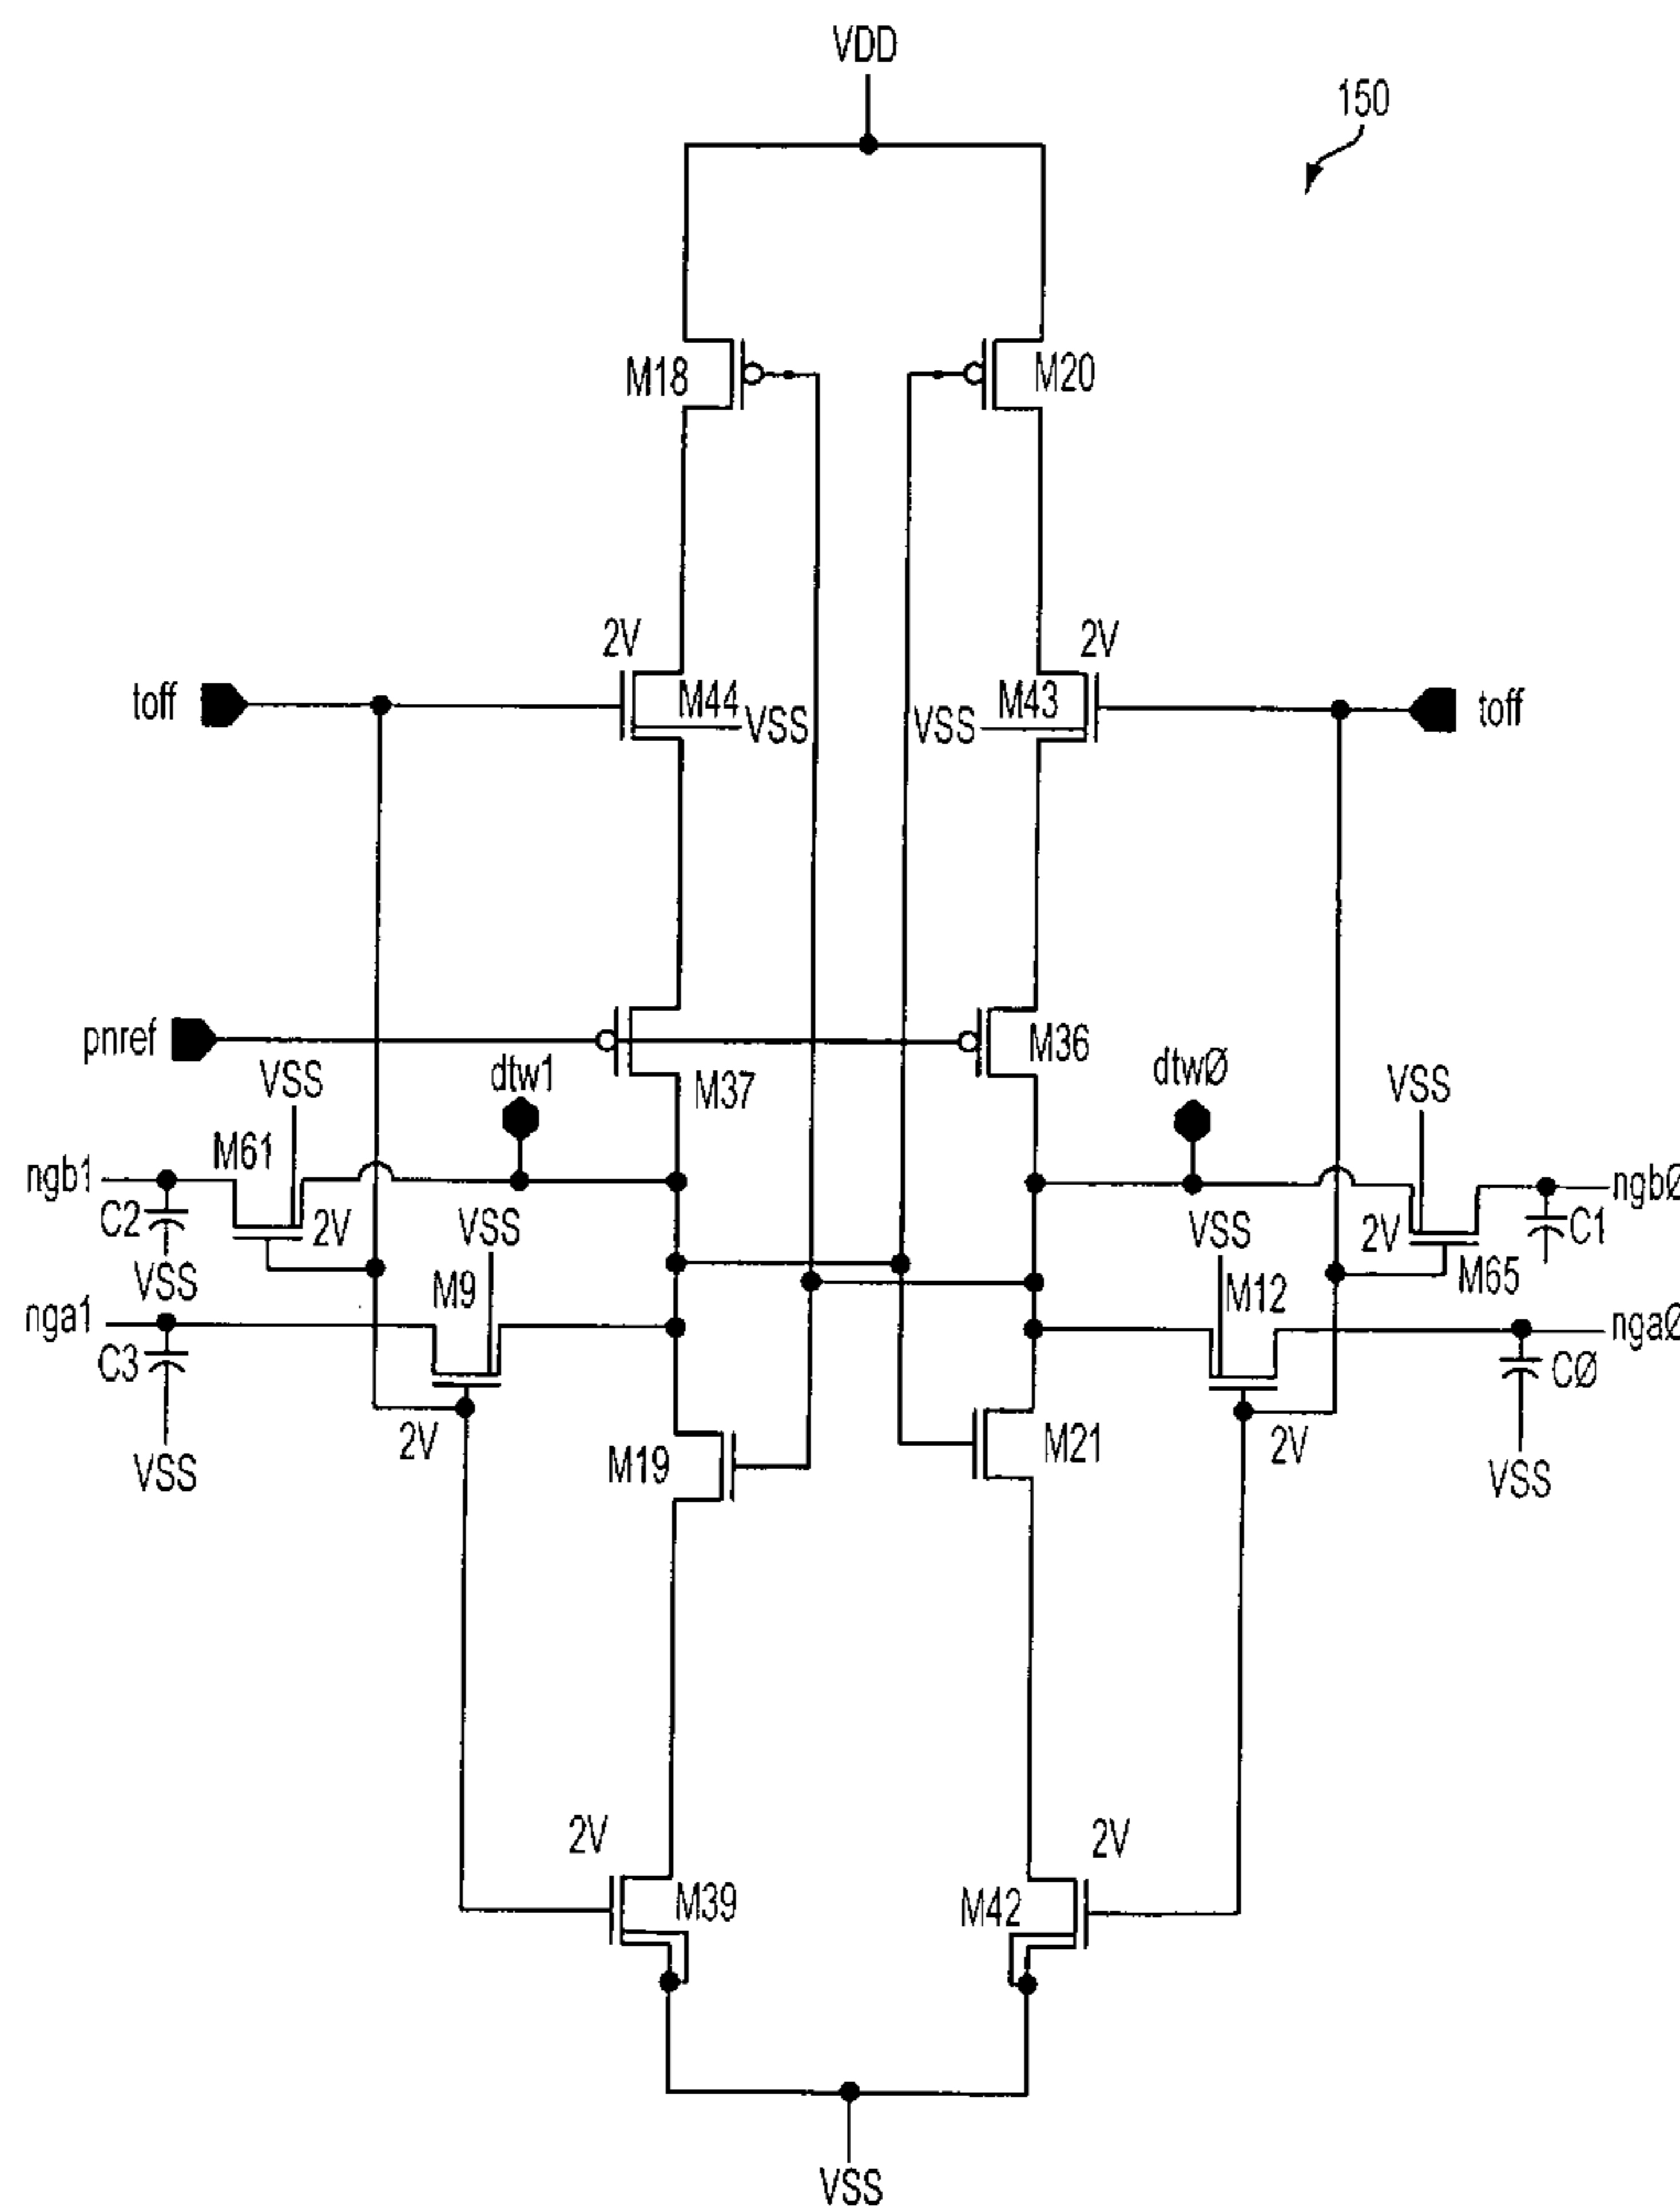 VDD
150
M18
M20
2V
2V
toff
M44
M43
toff
VSS
VSS
pnref
M36
VSS
dtw1
M37
dtwØ
VSS
ngb1
M61
ngbØ
C2
2V
VSS
VSS
2V
C1
VSS
M9
M12
M65
nga1
ngaØ
C3
CØ
2V
M19
M21
2V
VSS
VSS
2V
2V
M39
M42
VSS